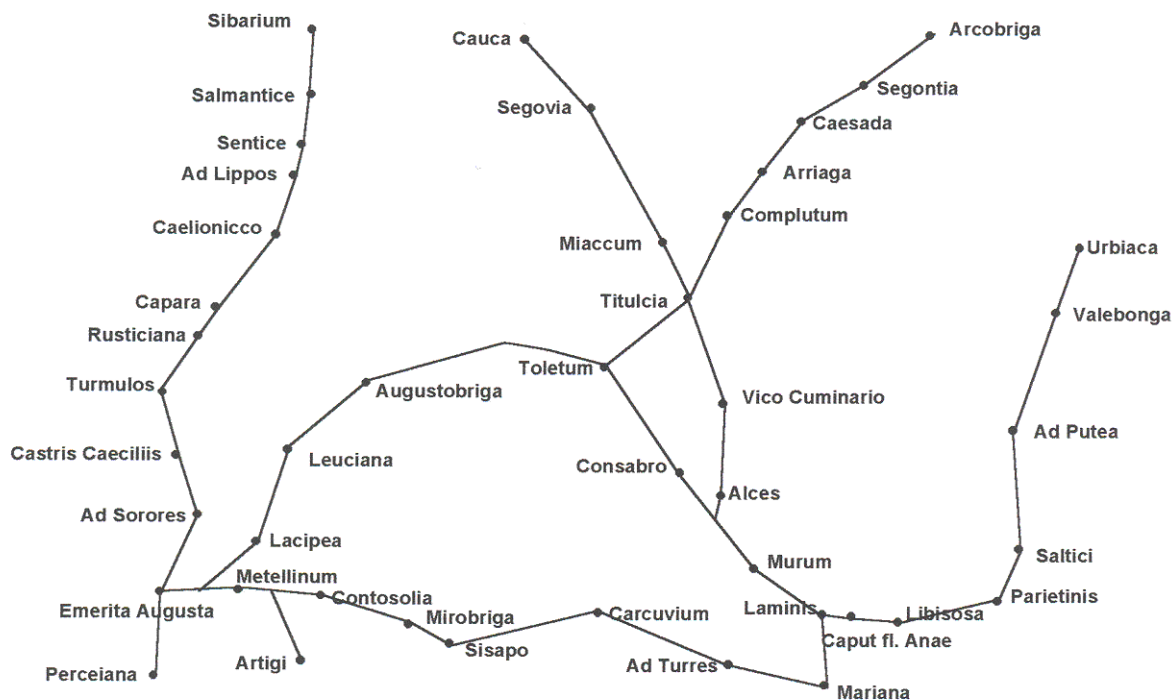 Sibarium
Cauca
Arcobriga
Salmantice
Segovia
Segontia
Caesada
Sentice
Ad Lippos
Arriaga
Complutum
Caelionicco
Miaccum
Urbiaca
Capara
Titulcia
Valebonga
Rusticiana
Toletum
Turmulos
Augustobriga
Vico Cuminario
Ad Putea
Castris Caeciliis
Leuciana
Consabro
Alces
Ad Sorores
Lacipea
Murum
Saltici
Metellinum
Emerita Augusta
Contosolia
Mirobriga
Carcuvium
Laminis
Libisosa
Parietinis
Caput fl. Anae
Sisapo
Artigi
Ad Turres
Perceiana
Mariana